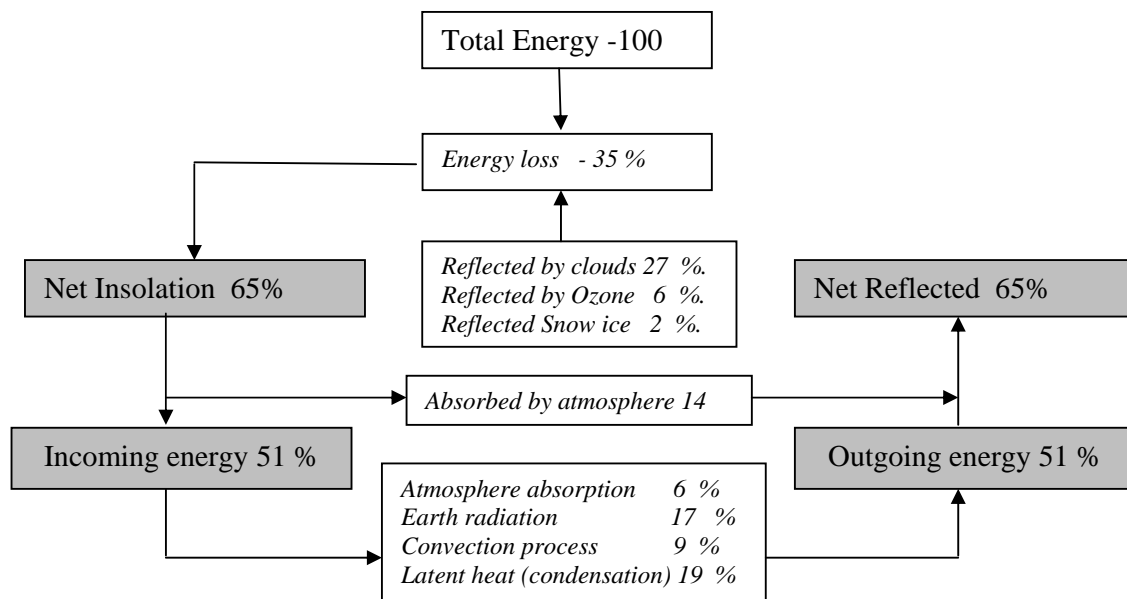 Total Energy -100
Energy loss - 35 %
Reflected by clouds 27 %.
Reflected by Ozone 6 %.
Reflected Snow ice 2 %.
Net Insolation 65%
Net Reflected 65%
Absorbed by atmosphere 14
Incoming energy 51 %
Outgoing energy 51 %
Atmosphere absorption 6 %
Earth radiation 17 %
Convection process 9 %
Latent heat (condensation) 19 %